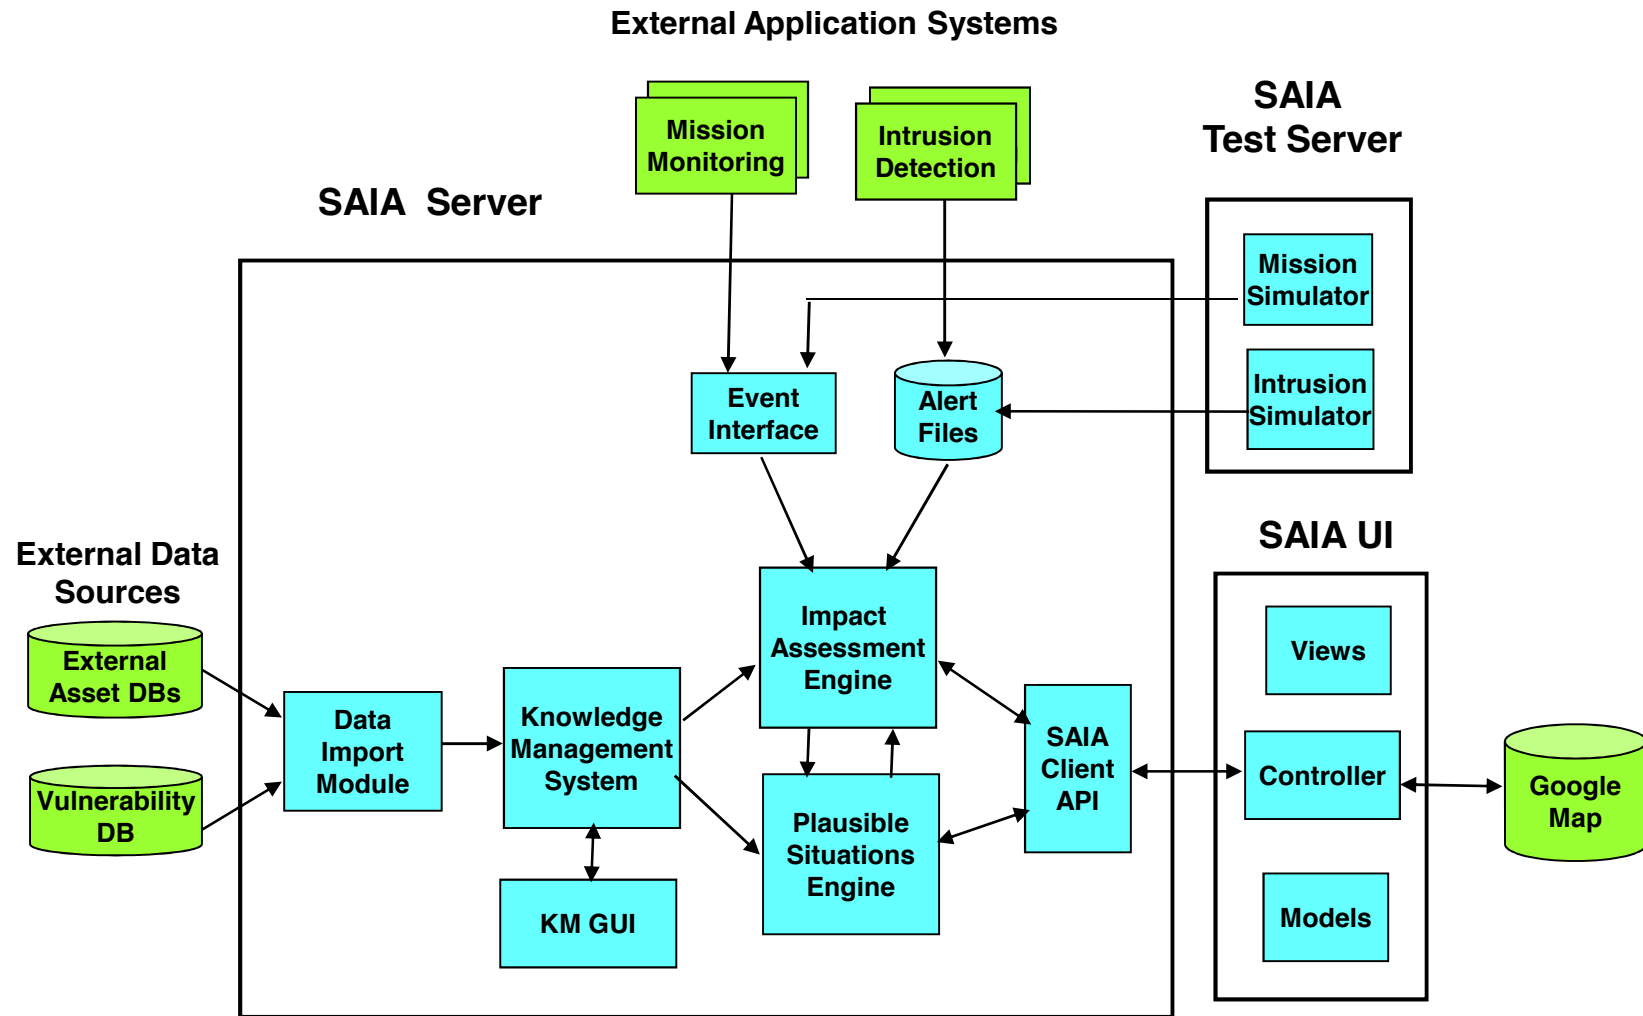 External Application Systems
Mission
Monitoring
Intrusion
Detection
SAIA
Test Server
SAIA Server
Mission
Simulator
Intrusion
Simulator
Event
Interface
Alert
Files
External Data
Sources
External
Asset DBs
Vulnerability
DB
Data
Import
Module
Knowledge
Management
System
KM GUI
Impact
Assessment
Engine
Plausible
Situations
Engine
SAIA
Client
API
SAIA UI
Views
Controller
Models
Google
Map